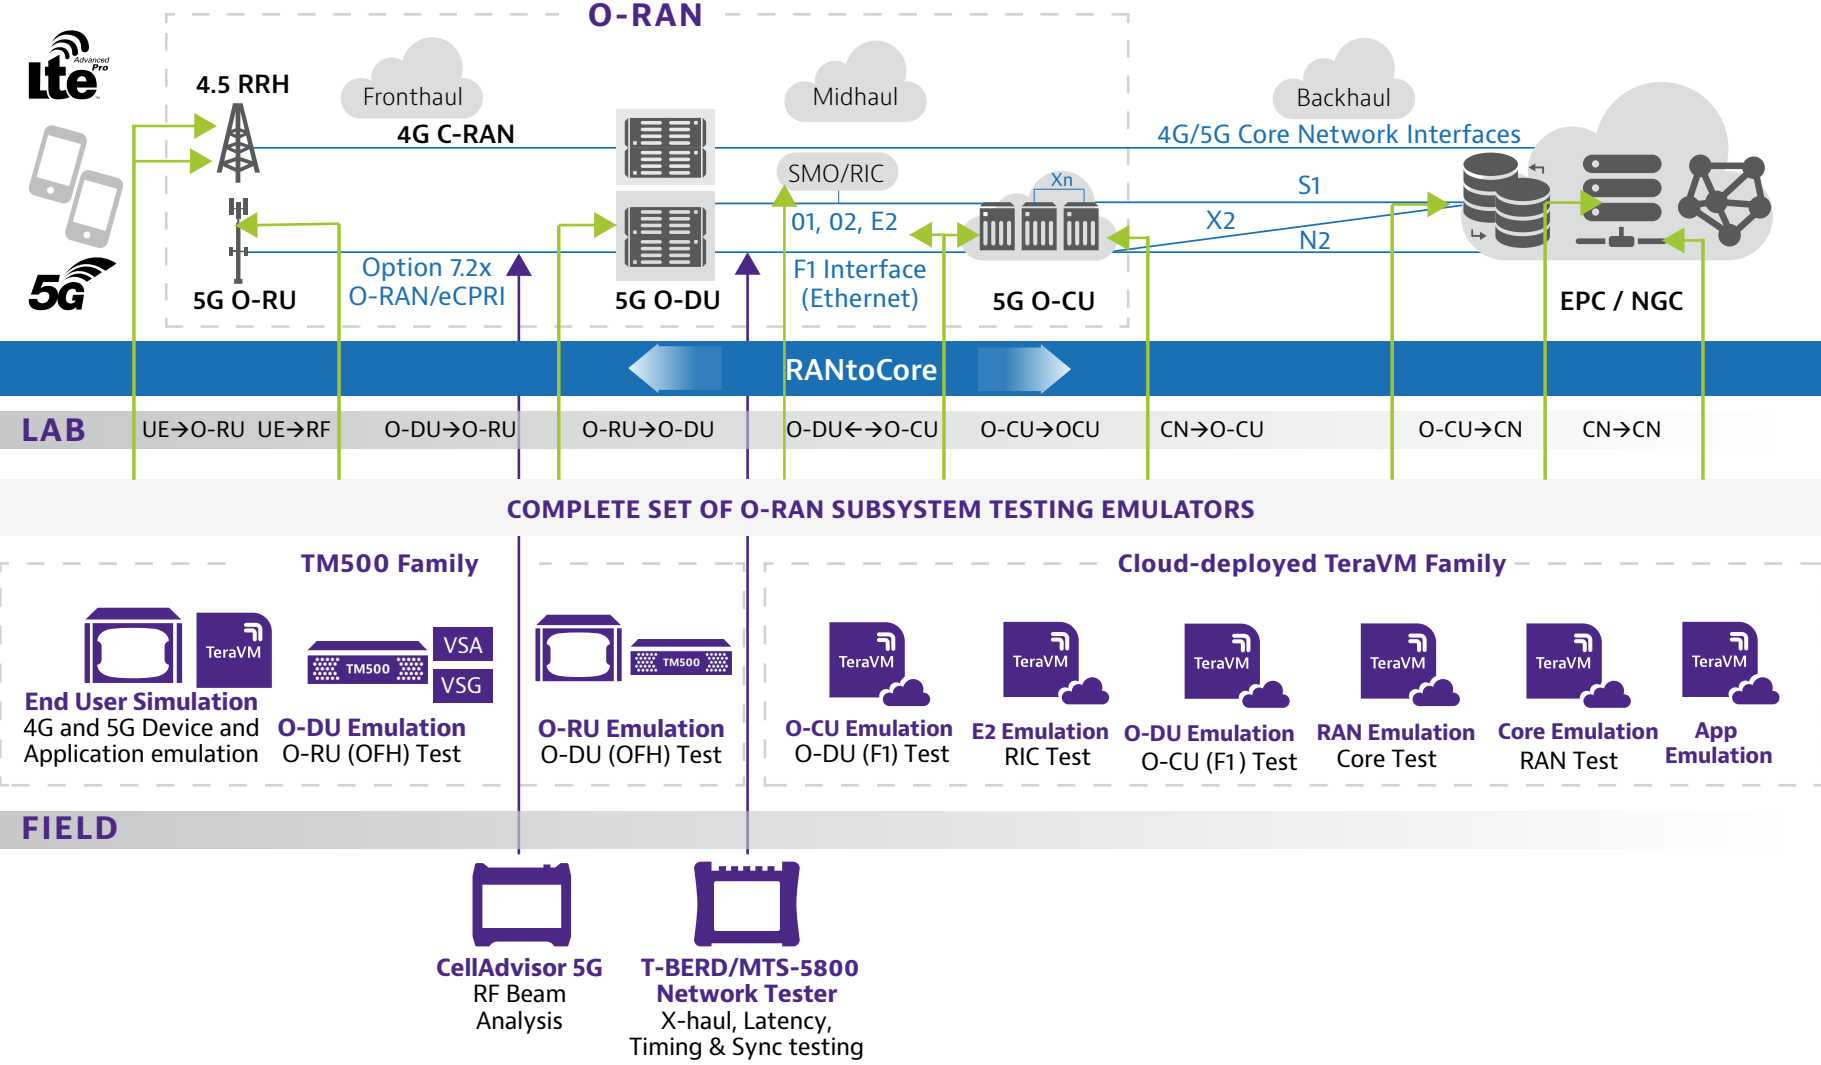 O-RAN
Lte
Advanced
Pro
4.5 RRH
Fronthaul
Midhaul
Backhaul
4G C-RAN
4G/5G Core Network Interfaces
SMO/RIC
Xn
S1
01, 02, E2
X2
N2
5G
Option 7.2x
O-RAN/eCPRI
F1 Interface
(Ethernet)
5G O-RU
5G O-DU
5G O-CU
EPC / NGC
RANtoCore
LAB
UE→O-RU UE→RF O-DU→O-RU O-RU→O-DU O-DU←→O-CU O-CU→OCU CN→O-CU O-CU→CN CN→CN
COMPLETE SET OF O-RAN SUBSYSTEM TESTING EMULATORS
TM500 Family
Cloud-deployed TeraVM Family
TeraVM
TM500
VSA
VSG
TM500
TeraVM
TeraVM
TeraVM
TeraVM
TeraVM
TeraVM
End User Simulation
4G and 5G Device and
Application emulation
O-DU Emulation
O-RU (OFH) Test
O-RU Emulation
O-DU (OFH) Test
O-CU Emulation
O-DU (F1) Test
E2 Emulation
RIC Test
O-DU Emulation
O-CU (F1) Test
RAN Emulation
Core Test
Core Emulation
RAN Test
App
Emulation
FIELD
CellAdvisor 5G
RF Beam
Analysis
T-BERD/MTS-5800
Network Tester
X-haul, Latency,
Timing & Sync testing